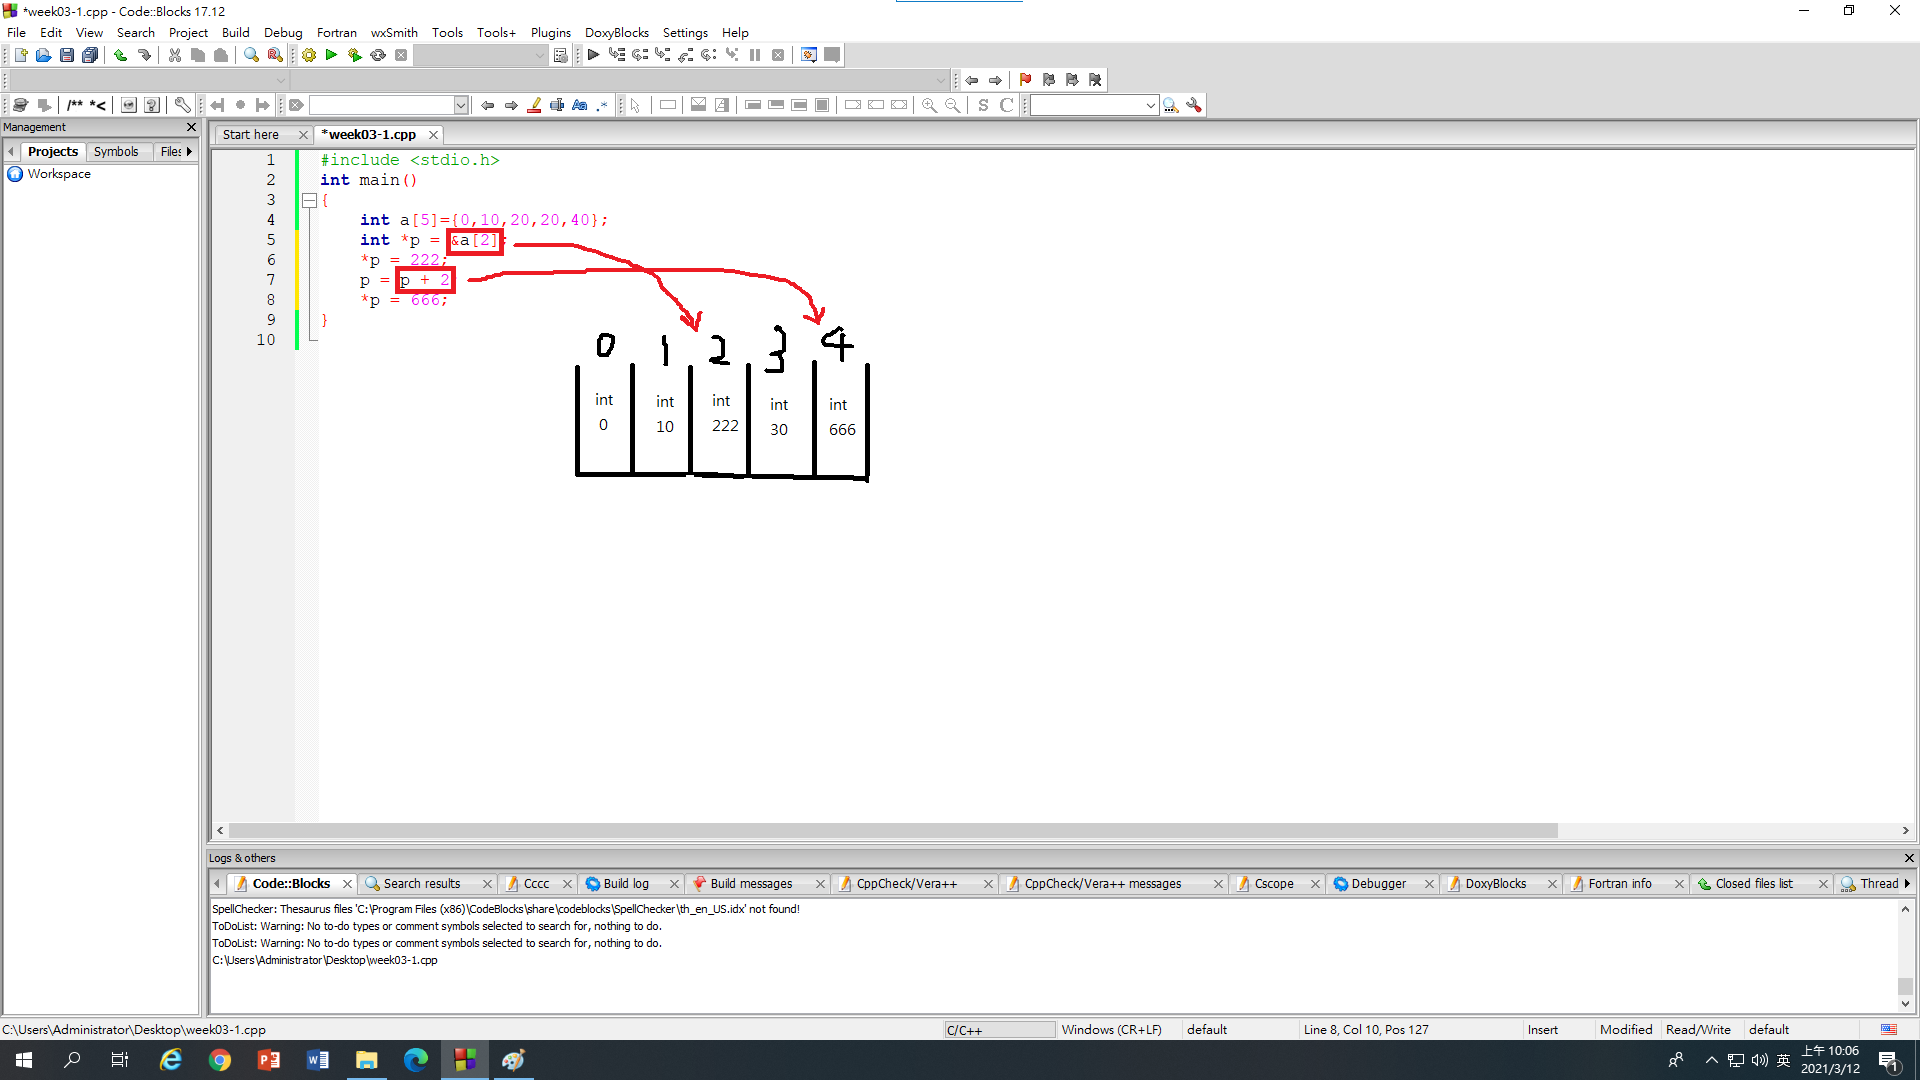 *week03-1.cpp - Code::Blocks 17.12
File Edit View Search Project Build Debug Fortran wxSmith Tools Tools+ Plugins DoxyBlocks Settings Help
/** *<
Aa .*
S C
Management
Projects Symbols Files
Workspace
Start here *week03-1.cpp
1 #include <stdio.h>
2 int main()
3 {
4 int a[5]={0,10,20,20,40};
5 int *p = &a[2];
6 *p = 222;
7 p = p + 2
8 *p = 666;
9 }
10
0 1 2 3 4
int int int int int
0 10 222 30 666
Logs & others
Code::Blocks Search results Cccc Build log Build messages CppCheck/Vera++ CppCheck/Vera++ messages Cscope Debugger DoxyBlocks Fortran info Closed files list Thread
SpellChecker: Thesaurus files 'C:\Program Files (x86)\CodeBlocks\share\codeblocks\SpellChecker\th_en_US.idx' not found!
ToDoList: Warning: No to-do types or comment symbols selected to search for, nothing to do.
ToDoList: Warning: No to-do types or comment symbols selected to search for, nothing to do.
C:\Users\Administrator\Desktop\week03-1.cpp
C:\Users\Administrator\Desktop\week03-1.cpp C/C++ Windows (CR+LF) default Line 8, Col 10, Pos 127 Insert Modified Read/Write default
英 上午 10:06
2021/3/12
1